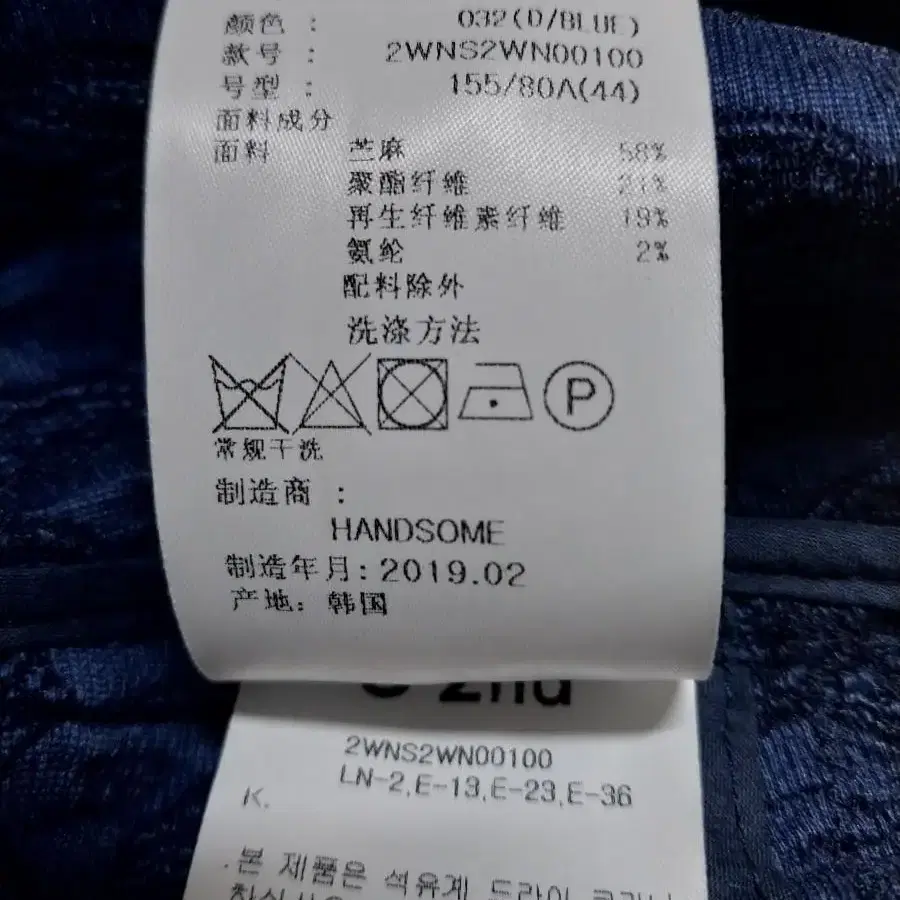 颜色 : 032(D/BLUE)
款号 : 2WNS2WN00100
号型 : 155/80A(44)
面料成分
面料 苎麻 58%
聚酯纤维 21%
再生纤维素纤维 19%
氨纶 2%
配料除外
洗涤方法
P
常规干洗
制造商 :
HANDSOME
制造年月: 2019.02
产地: 韩国
2nd
2WNS2WN00100
LN-2,E-13,E-23,E-36
K.
.본 제품은 석유계 드라이